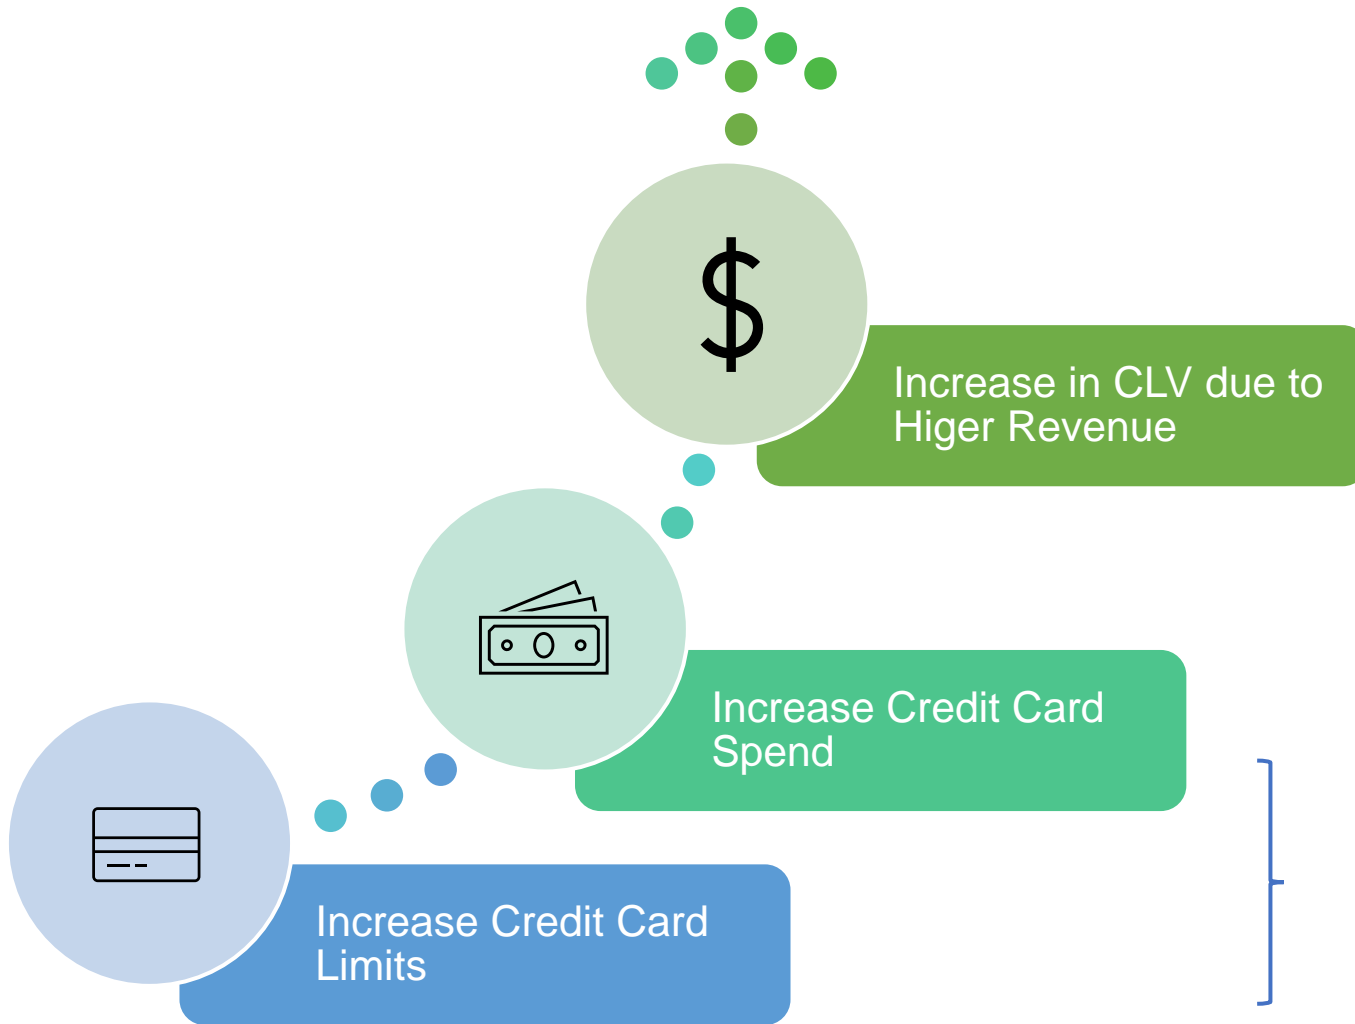 Increase in CLV due to
Higer Revenue
Increase Credit Card
Spend
Increase Credit Card
Limits